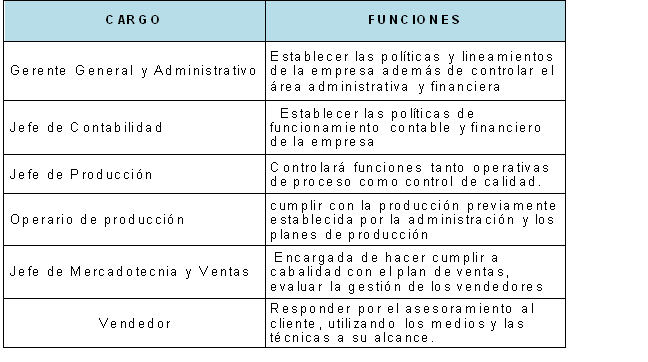 CARGO FUNCIONES
Gerente General y Administrativo
Establecer las políticas y lineamientos
de la empresa además de controlar el
área administrativa y financiera
Jefe de Contabilidad
Establecer las políticas de
funcionamiento contable y financiero
de la empresa
Jefe de Producción
Controlará funciones tanto operativas
de proceso como control de calidad.
Operario de producción
cumplir con la producción previamente
establecida por la administración y los
planes de producción
Jefe de Mercadotecnia y Ventas
Encargada de hacer cumplir a
cabalidad con el plan de ventas,
evaluar la gestión de los vendedores
Vendedor
Responder por el asesoramiento al
cliente, utilizando los medios y las
técnicas a su alcance.